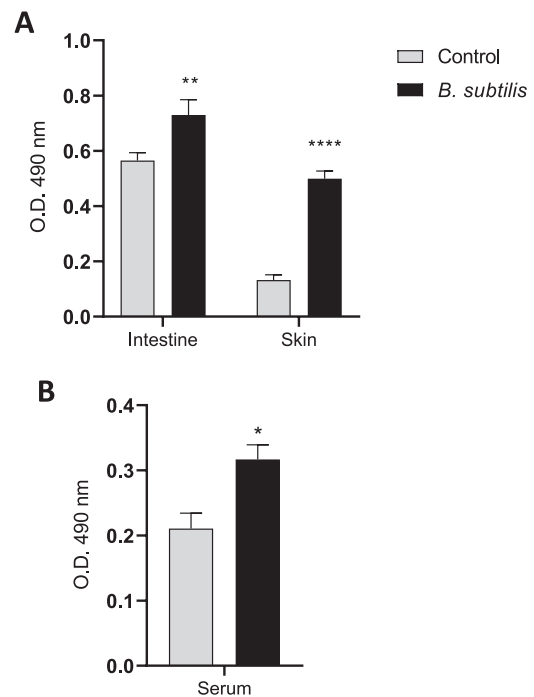 A
1.0
0.8
0.6
0.4
0.2
0.0
O.D. 490 nm
**
****
Intestine
Skin
Control
B. subtilis
B
0.4
0.3
0.2
0.1
0.0
O.D. 490 nm
*
Serum